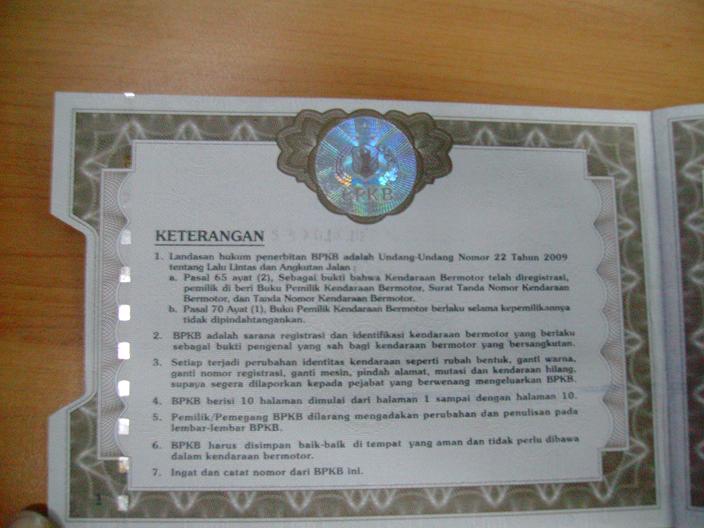 BPKB
KETERANGAN
1. Landasan hukum penerbitan BPKB adalah Undang-Undang Nomor 22 Tahun 2009
tentang Lalu Lintas dan Angkutan Jalan ;
a. Pasal 65 ayat (2), Sebagai bukti bahwa Kendaraan Bermotor telah diregistrasi,
pemilik di beri Buku Pemilik Kendaraan Bermotor, Surat Tanda Nomor Kendaraan
Bermotor, dan Tanda Nomor Kendaraan Bermotor.
b. Pasal 70 Ayat (1), Buku Pemilik Kendaraan Bermotor berlaku selama kepemilikannya
tidak dipindahtangankan.
2. BPKB adalah sarana registrasi dan identifikasi kendaraan bermotor yang berlaku
sebagai bukti pengenal yang sah bagi kendaraan bermotor yang bersangkutan.
3. Setiap terjadi perubahan identitas kendaraan seperti rubah bentuk, ganti warna,
ganti nomor registrasi, ganti mesin, pindah alamat, mutasi dan kendaraan hilang,
supaya segera dilaporkan kepada pejabat yang berwenang mengeluarkan BPKB.
4. BPKB berisi 10 halaman dimulai dari halaman 1 sampai dengan halaman 10.
5. Pemilik/Pemegang BPKB dilarang mengadakan perubahan dan penulisan pada
lembar-lembar BPKB.
6. BPKB harus disimpan baik-baik di tempat yang aman dan tidak perlu dibawa
dalam kendaraan bermotor.
7. Ingat dan catat nomor dari BPKB ini.
1